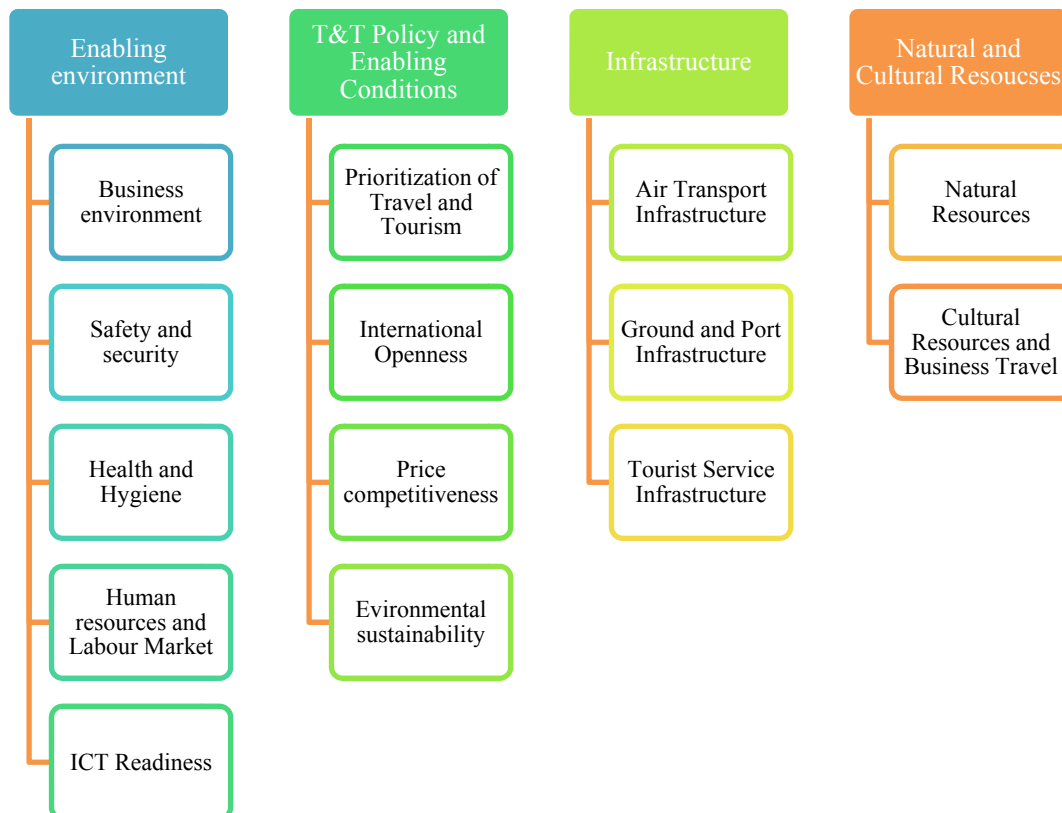 Enabling
environment
Business
environment
Safety and
security
Health and
Hygiene
Human
resources and
Labour Market
ICT Readiness
T&T Policy and
Enabling
Conditions
Prioritization of
Travel and
Tourism
International
Openness
Price
competitiveness
Evironmental
sustainability
Infrastructure
Air Transport
Infrastructure
Ground and Port
Infrastructure
Tourist Service
Infrastructure
Natural and
Cultural Resoucses
Natural
Resources
Cultural
Resources and
Business Travel